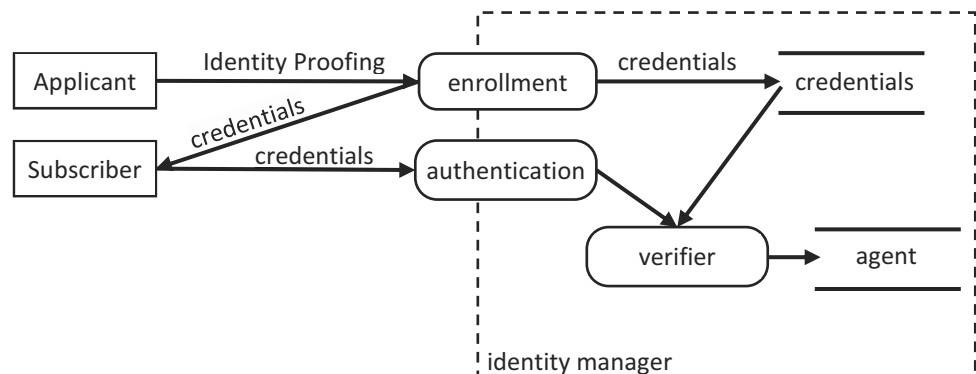 Applicant
Identity Proofing
enrollment
credentials
credentials
credentials
Subscriber
credentials
authentication
verifier
agent
identity manager